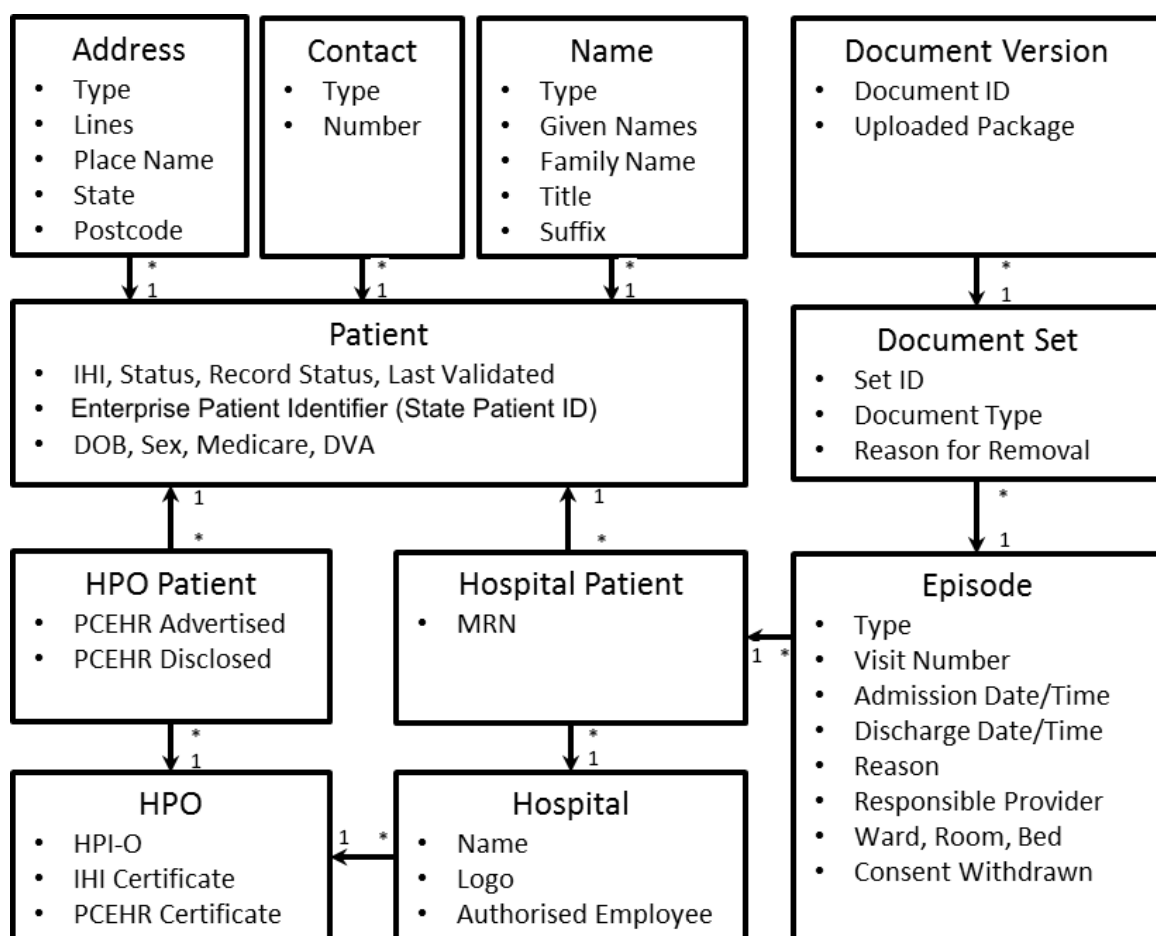 Address
• Type
• Lines
• Place Name
• State
• Postcode
Contact
• Type
• Number
Name
• Type
• Given Names
• Family Name
• Title
• Suffix
Document Version
• Document ID
• Uploaded Package
*
1
*
1
*
1
*
1
Patient
• IHI, Status, Record Status, Last Validated
• Enterprise Patient Identifier (State Patient ID)
• DOB, Sex, Medicare, DVA
Document Set
• Set ID
• Document Type
• Reason for Removal
1
*
1
*
*
1
HPO Patient
• PCEHR Advertised
• PCEHR Disclosed
Hospital Patient
• MRN
1 *
Episode
• Type
• Visit Number
• Admission Date/Time
• Discharge Date/Time
• Reason
• Responsible Provider
• Ward, Room, Bed
• Consent Withdrawn
*
1
*
1
HPO
• HPI-O
• IHI Certificate
• PCEHR Certificate
1 *
Hospital
• Name
• Logo
• Authorised Employee